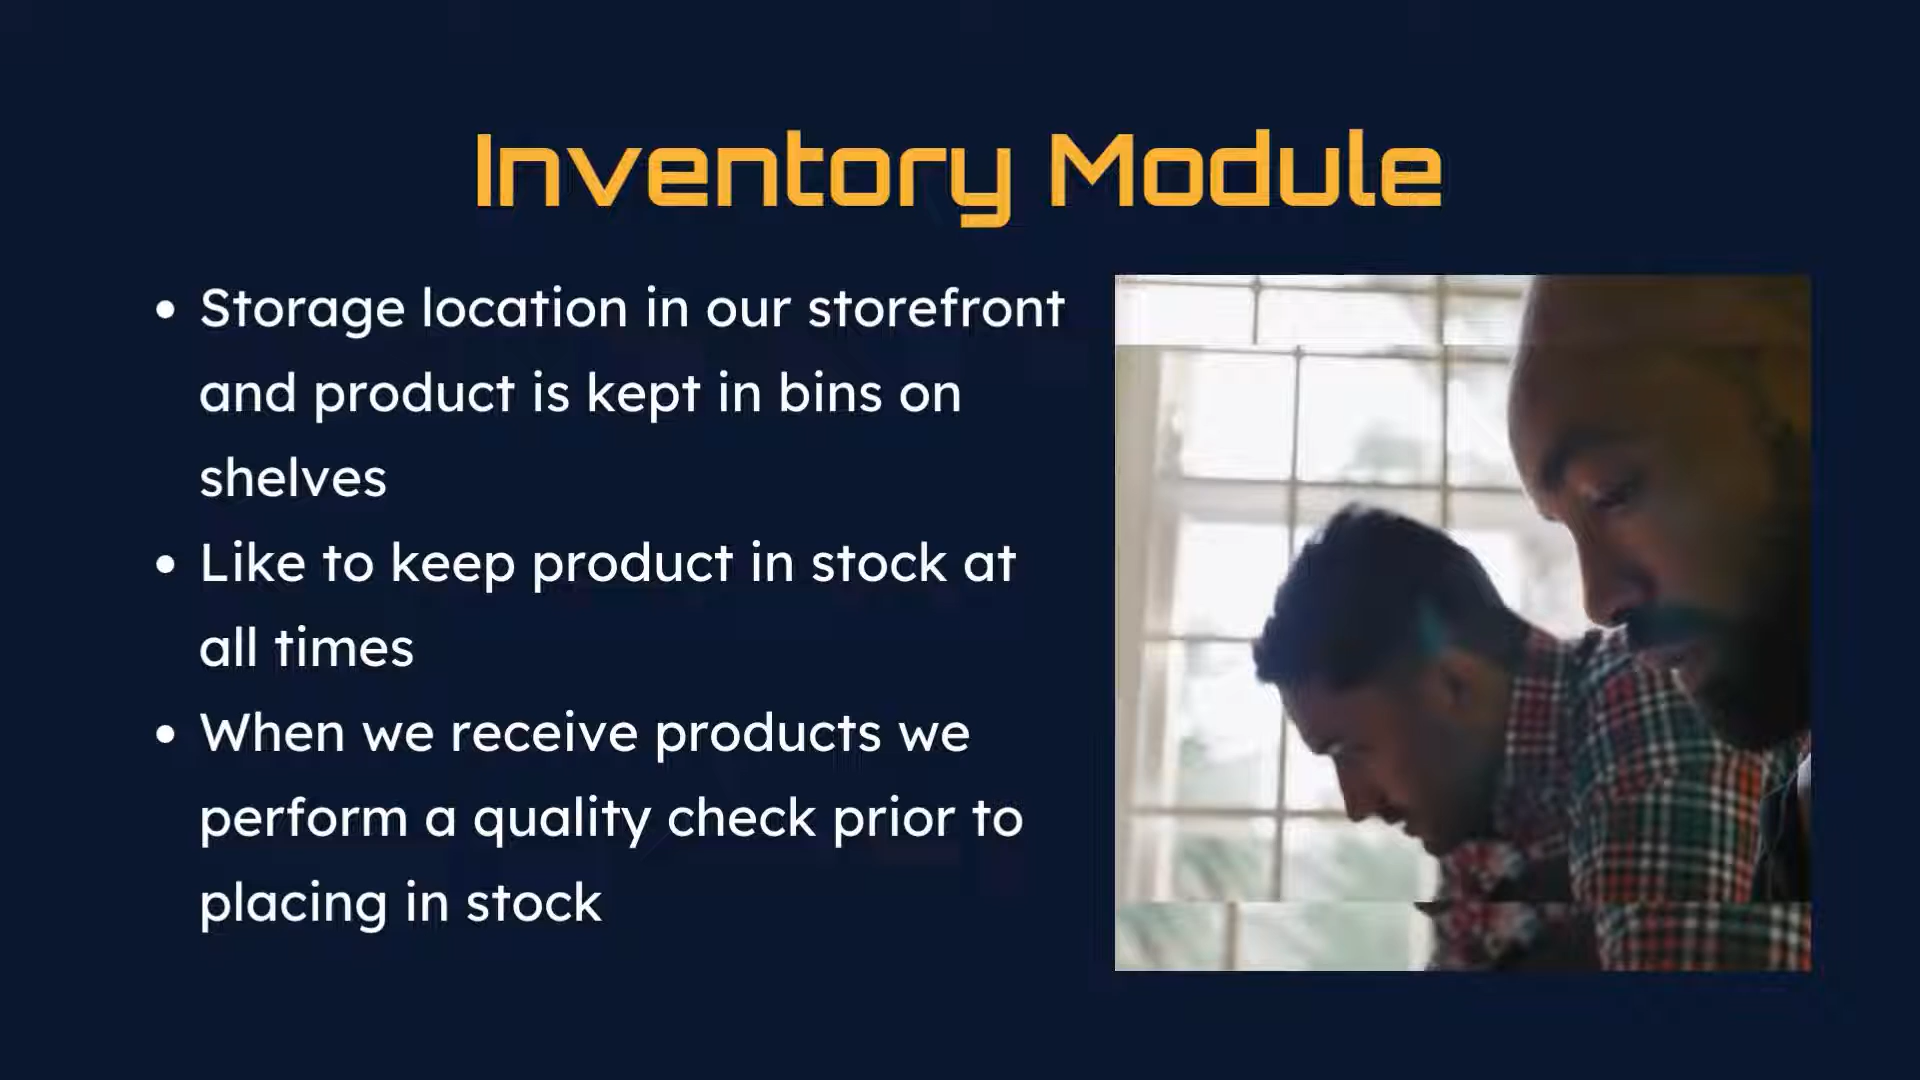 Inventory Module
• Storage location in our storefront
and product is kept in bins on
shelves
• Like to keep product in stock at
all times
• When we receive products we
perform a quality check prior to
placing in stock